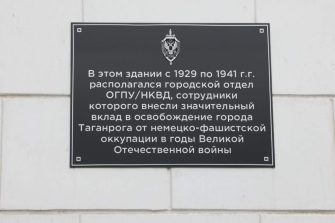 В этом здании с 1929 по 1941 г.г.
располагался городской отдел
ОГПУ/НКВД, сотрудники
которого внесли значительный
вклад в освобождение города
Таганрога от немецко-фашистской
оккупации в годы Великой
Отечественной войны